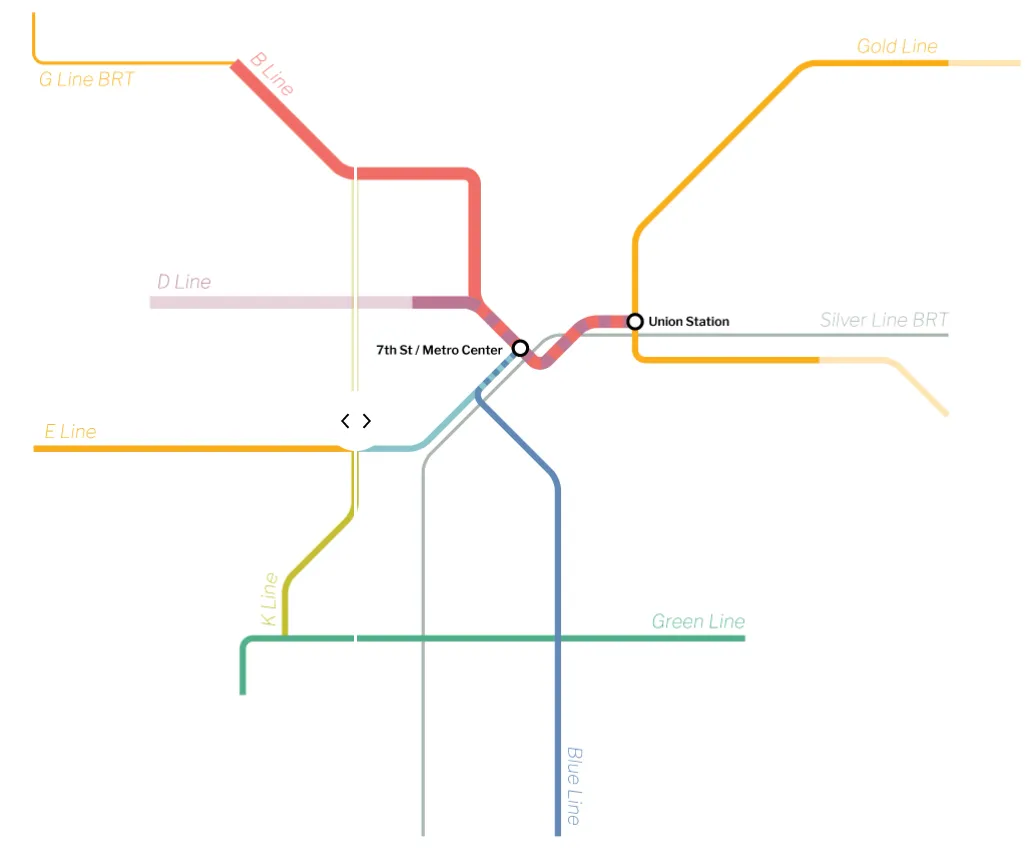 Gold Line
B Line
G Line BRT
D Line
Union Station
Silver Line BRT
7th St / Metro Center
E Line
K Line
Green Line
Blue Line